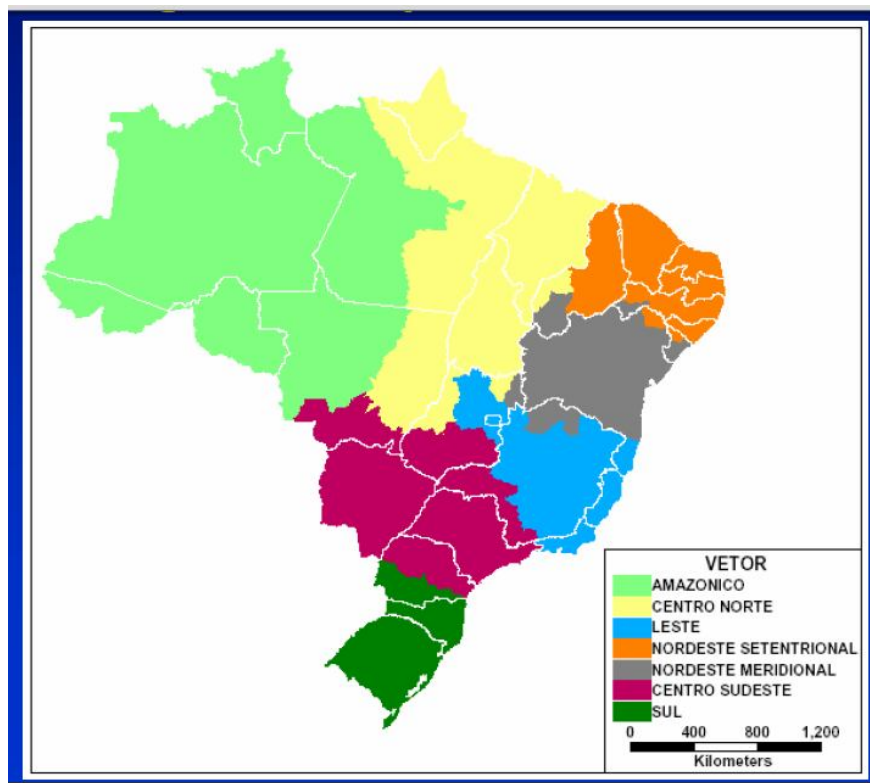 VETOR
AMAZONICO
CENTRO NORTE
LESTE
NORDESTE SETENTRIONAL
NORDESTE MERIDIONAL
CENTRO SUDESTE
SUL
0 400 800 1,200
Kilometers